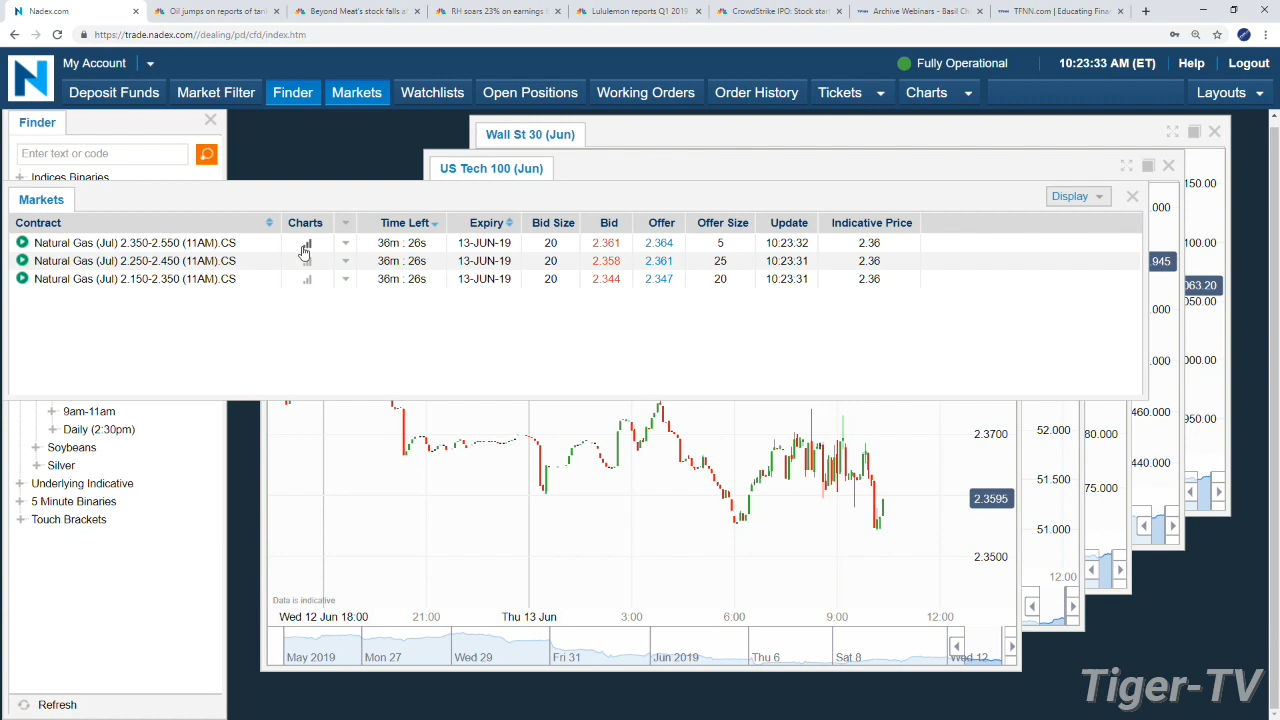 Nadex.com
Oil jumps on reports of tan
Beyond Meat's stock falls a
RH soars 23% on earnings b
Lululemon reports Q1 2019
CrowdStrike IPO: Stock star
Archive Webinars - Basil Ch
TFNN.com | Educating Finan
https://trade.nadex.com//dealing/pd/cfd/index.htm
My Account
Fully Operational
10:23:33 AM (ET)
Help
Logout
Deposit Funds
Market Filter
Finder
Markets
Watchlists
Open Positions
Working Orders
Order History
Tickets
Charts
Layouts
Finder
Wall St 30 (Jun)
Enter text or code
US Tech 100 (Jun)
Indices Binaries
Markets
Display
Contract Charts Time Left Expiry Bid Size Bid Offer Offer Size Update Indicative Price
Natural Gas (Jul) 2.350-2.550 (11AM).CS 36m : 26s 13-JUN-19 20 2.361 2.364 5 10:23:32 2.36
Natural Gas (Jul) 2.250-2.450 (11AM).CS 36m : 26s 13-JUN-19 20 2.358 2.361 25 10:23:31 2.36
Natural Gas (Jul) 2.150-2.350 (11AM).CS 36m : 26s 13-JUN-19 20 2.344 2.347 20 10:23:31 2.36
150.00
.000
100.00
.945
063.20
050.00
.000
.000
000.00
9am-11am
Daily (2:30pm)
Soybeans
Silver
Underlying Indicative
5 Minute Binaries
Touch Brackets
460.000
950.00
2.3700
52.000
80.000
440.000
51.500
75.000
2.3595
51.000
2.3500
12:00
Data is indicative
Wed 12 Jun 18:00 21:00 Thu 13 Jun 3:00 6:00 9:00 12:00
May 2019 Mon 27 Wed 29 Fri 31 Jun 2019 Thu 6 Sat 8 Wed 12
Refresh
Tiger-TV